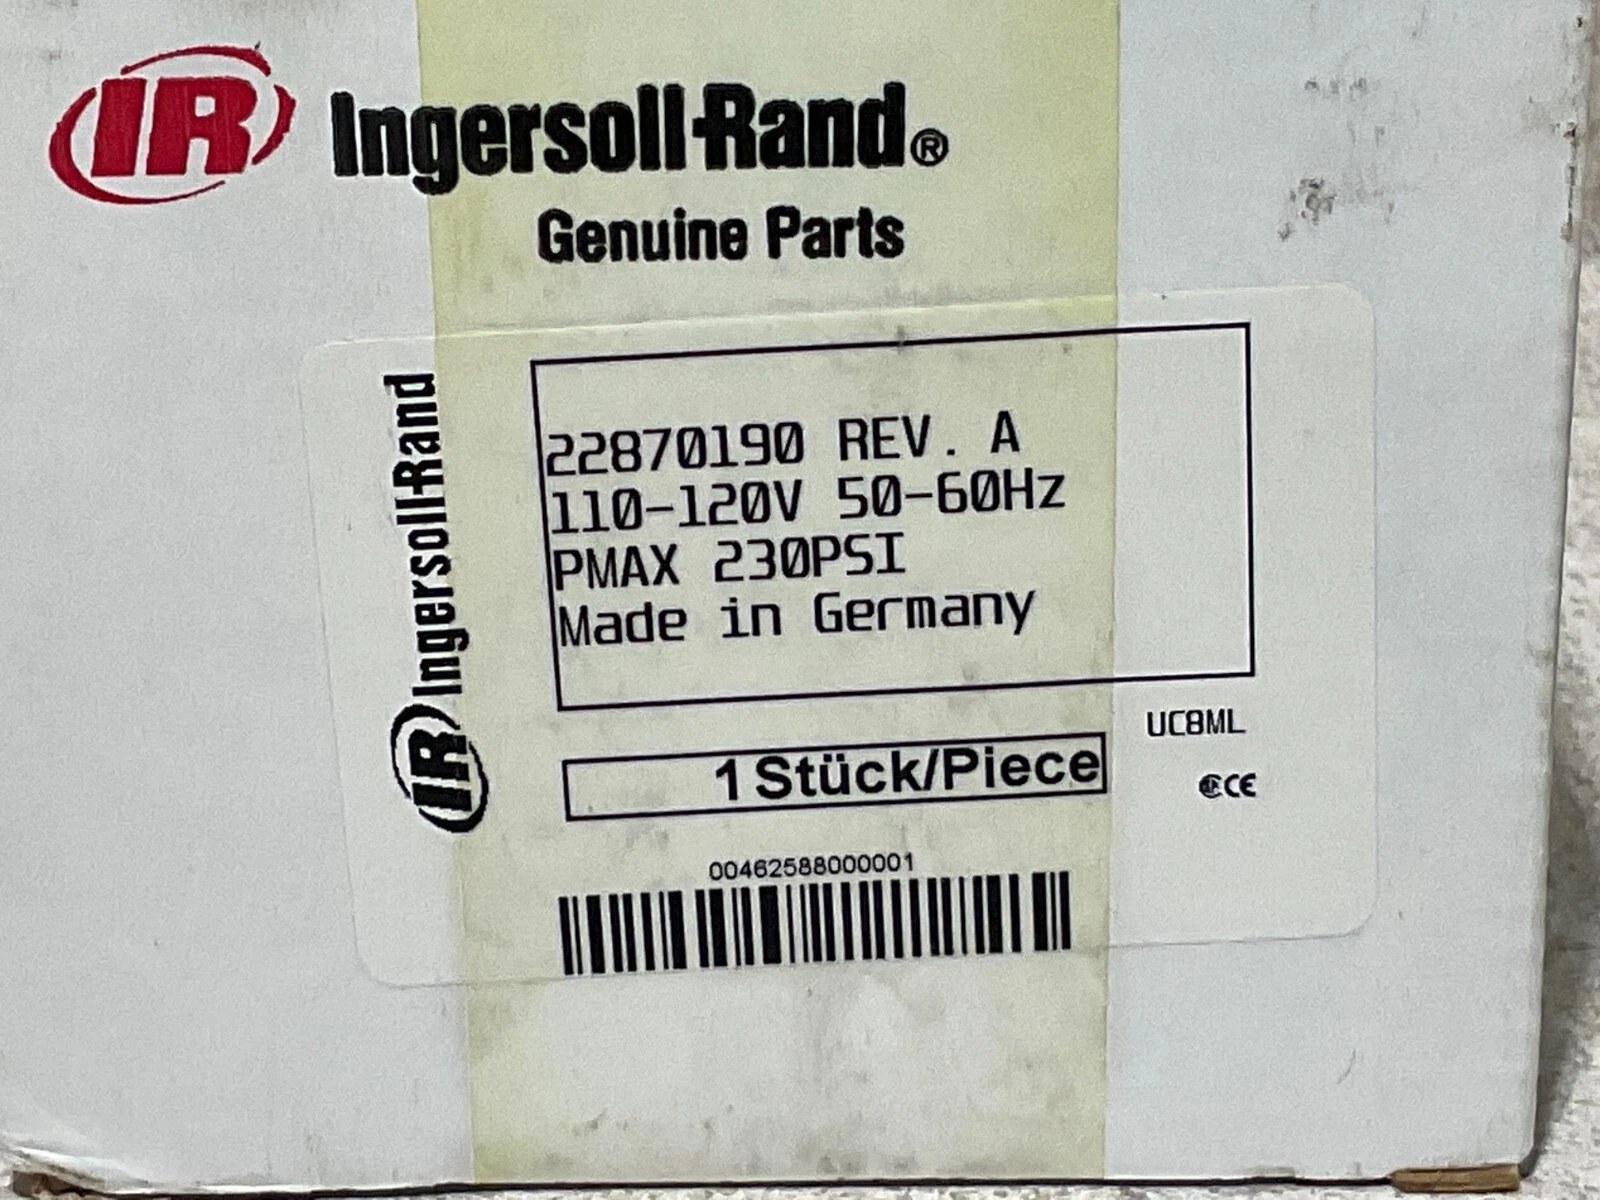 IR Ingersoll-Rand®
Genuine Parts
IR Ingersoll-Rand
22870190 REV. A
110-120V 50-60Hz
PMAX 230PSI
Made in Germany
UC8ML
1 Stück/Piece
CE
00462588000001